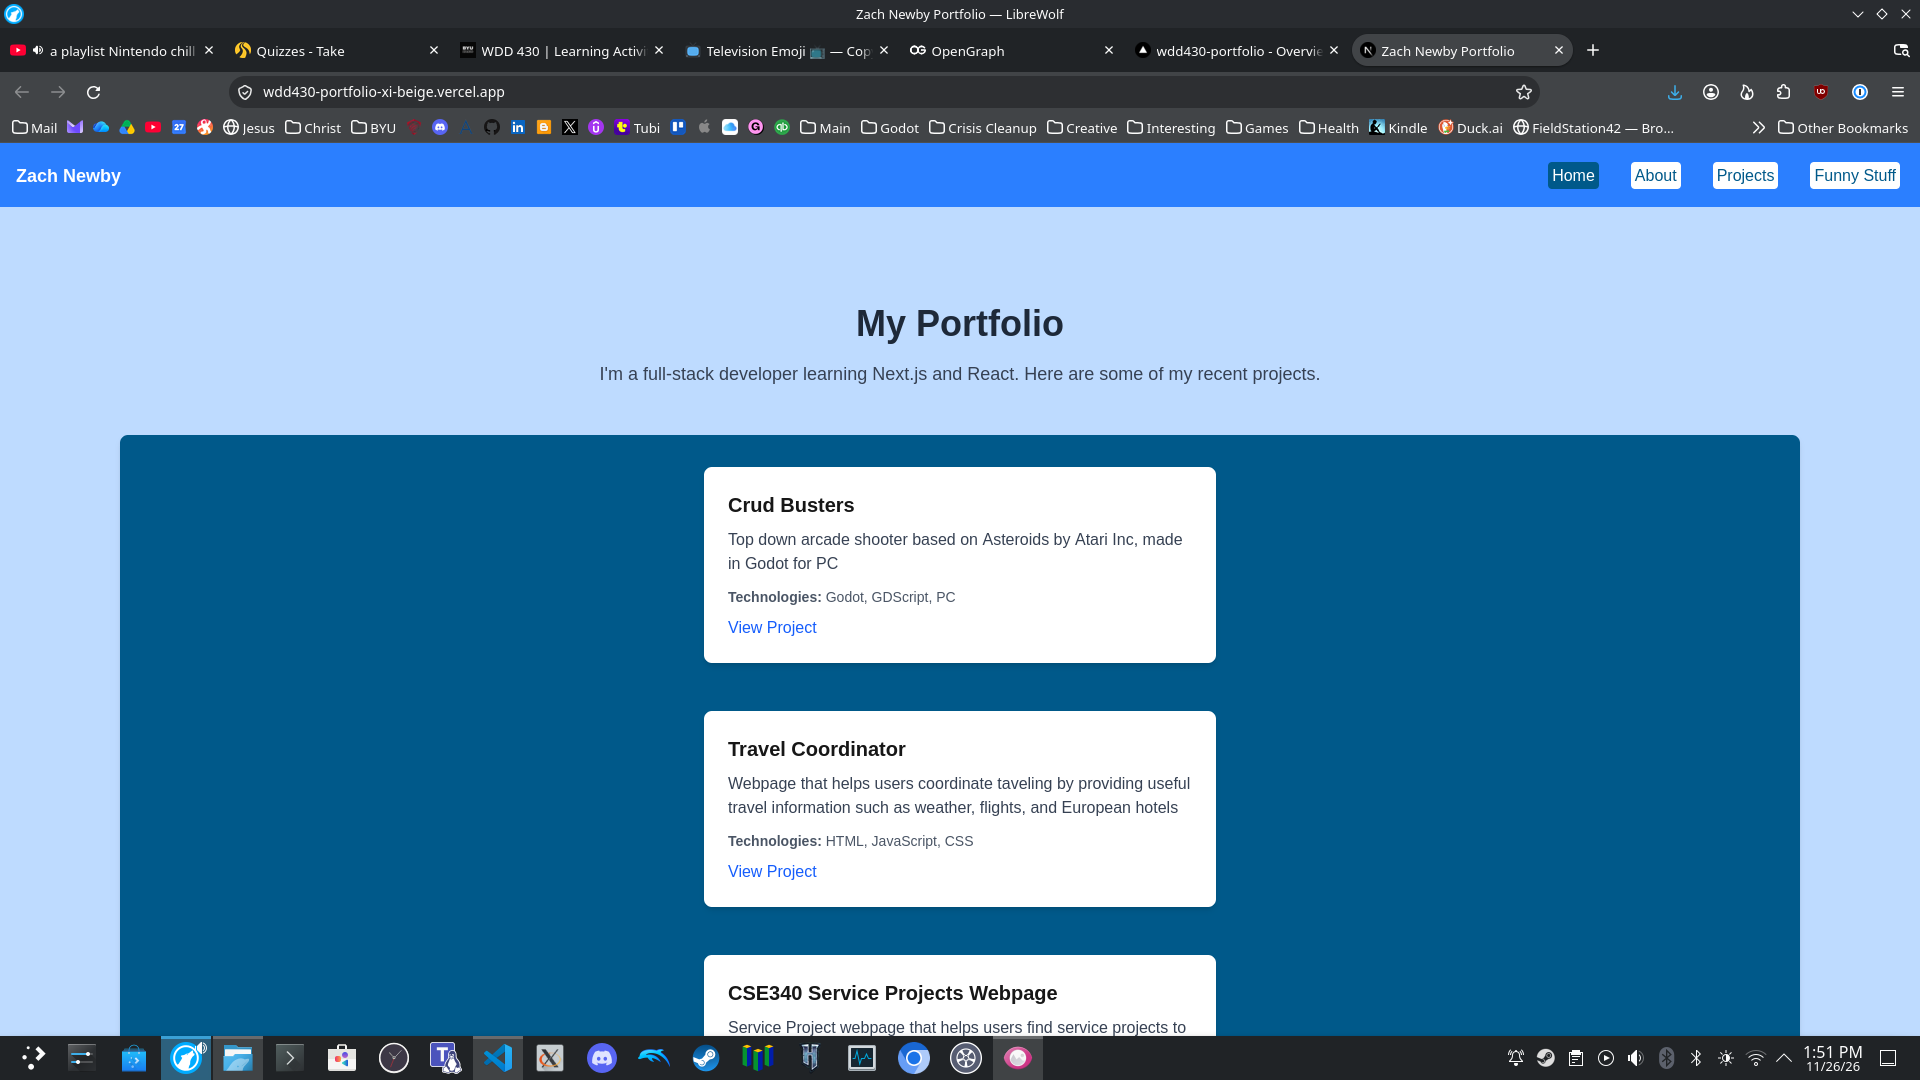 Zach Newby Portfolio — LibreWolf
a playlist Nintendo chill
Quizzes - Take
WDD 430 | Learning Activi
Television Emoji 📺 — Cop
OpenGraph
wdd430-portfolio - Overvie
Zach Newby Portfolio
wdd430-portfolio-xi-beige.vercel.app
Mail
27
Jesus
Christ
BYU
Tubi
Main
Godot
Crisis Cleanup
Creative
Interesting
Games
Health
Kindle
Duck.ai
FieldStation42 — Bro...
Other Bookmarks
Zach Newby
Home
About
Projects
Funny Stuff
My Portfolio
I'm a full-stack developer learning Next.js and React. Here are some of my recent projects.
Crud Busters
Top down arcade shooter based on Asteroids by Atari Inc, made
in Godot for PC
Technologies: Godot, GDScript, PC
View Project
Travel Coordinator
Webpage that helps users coordinate taveling by providing useful
travel information such as weather, flights, and European hotels
Technologies: HTML, JavaScript, CSS
View Project
CSE340 Service Projects Webpage
Service Project webpage that helps users find service projects to
1:51 PM
11/26/26